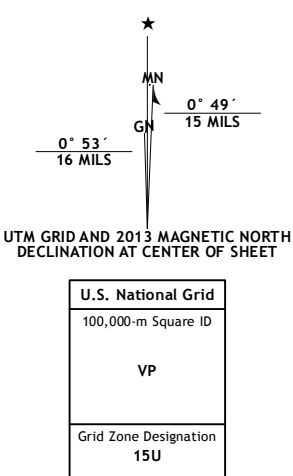 ★
MN
0° 49´
15 MILS
GN
0° 53´
16 MILS
UTM GRID AND 2013 MAGNETIC NORTH
DECLINATION AT CENTER OF SHEET
U.S. National Grid
100,000-m Square ID
VP
Grid Zone Designation
15U